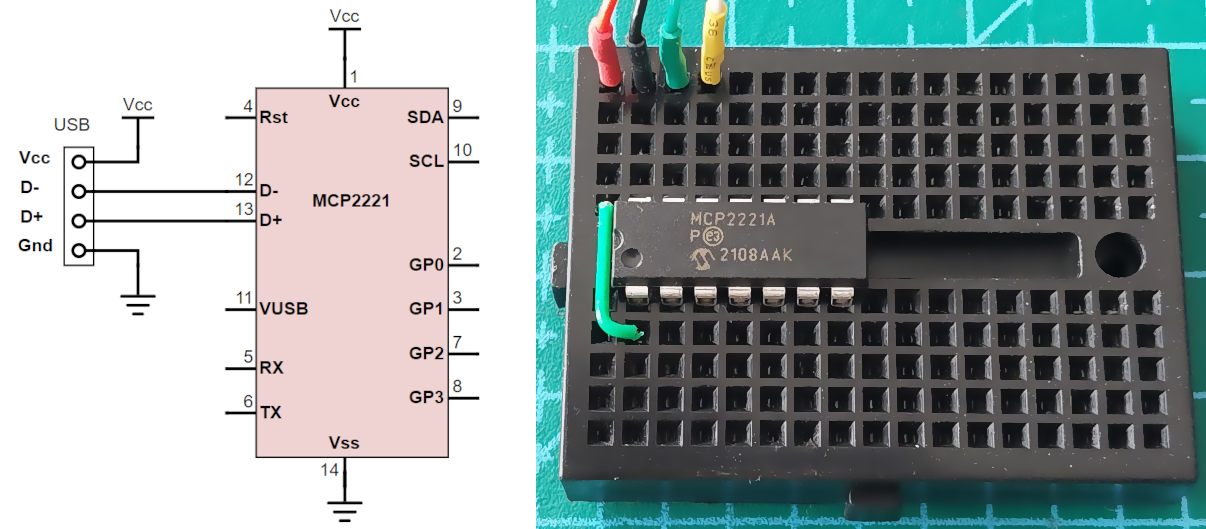 Vcc
1
Vcc
4
Rst
SDA
9
Vcc
USB
SCL
10
Vcc
D-
12
D-
MCP2221
D+
13
D+
Gnd
GP0
2
11
VUSB
GP1
3
5
RX
GP2
7
6
TX
GP3
8
Vss
14
MCP2221A
P e3
2108AAK